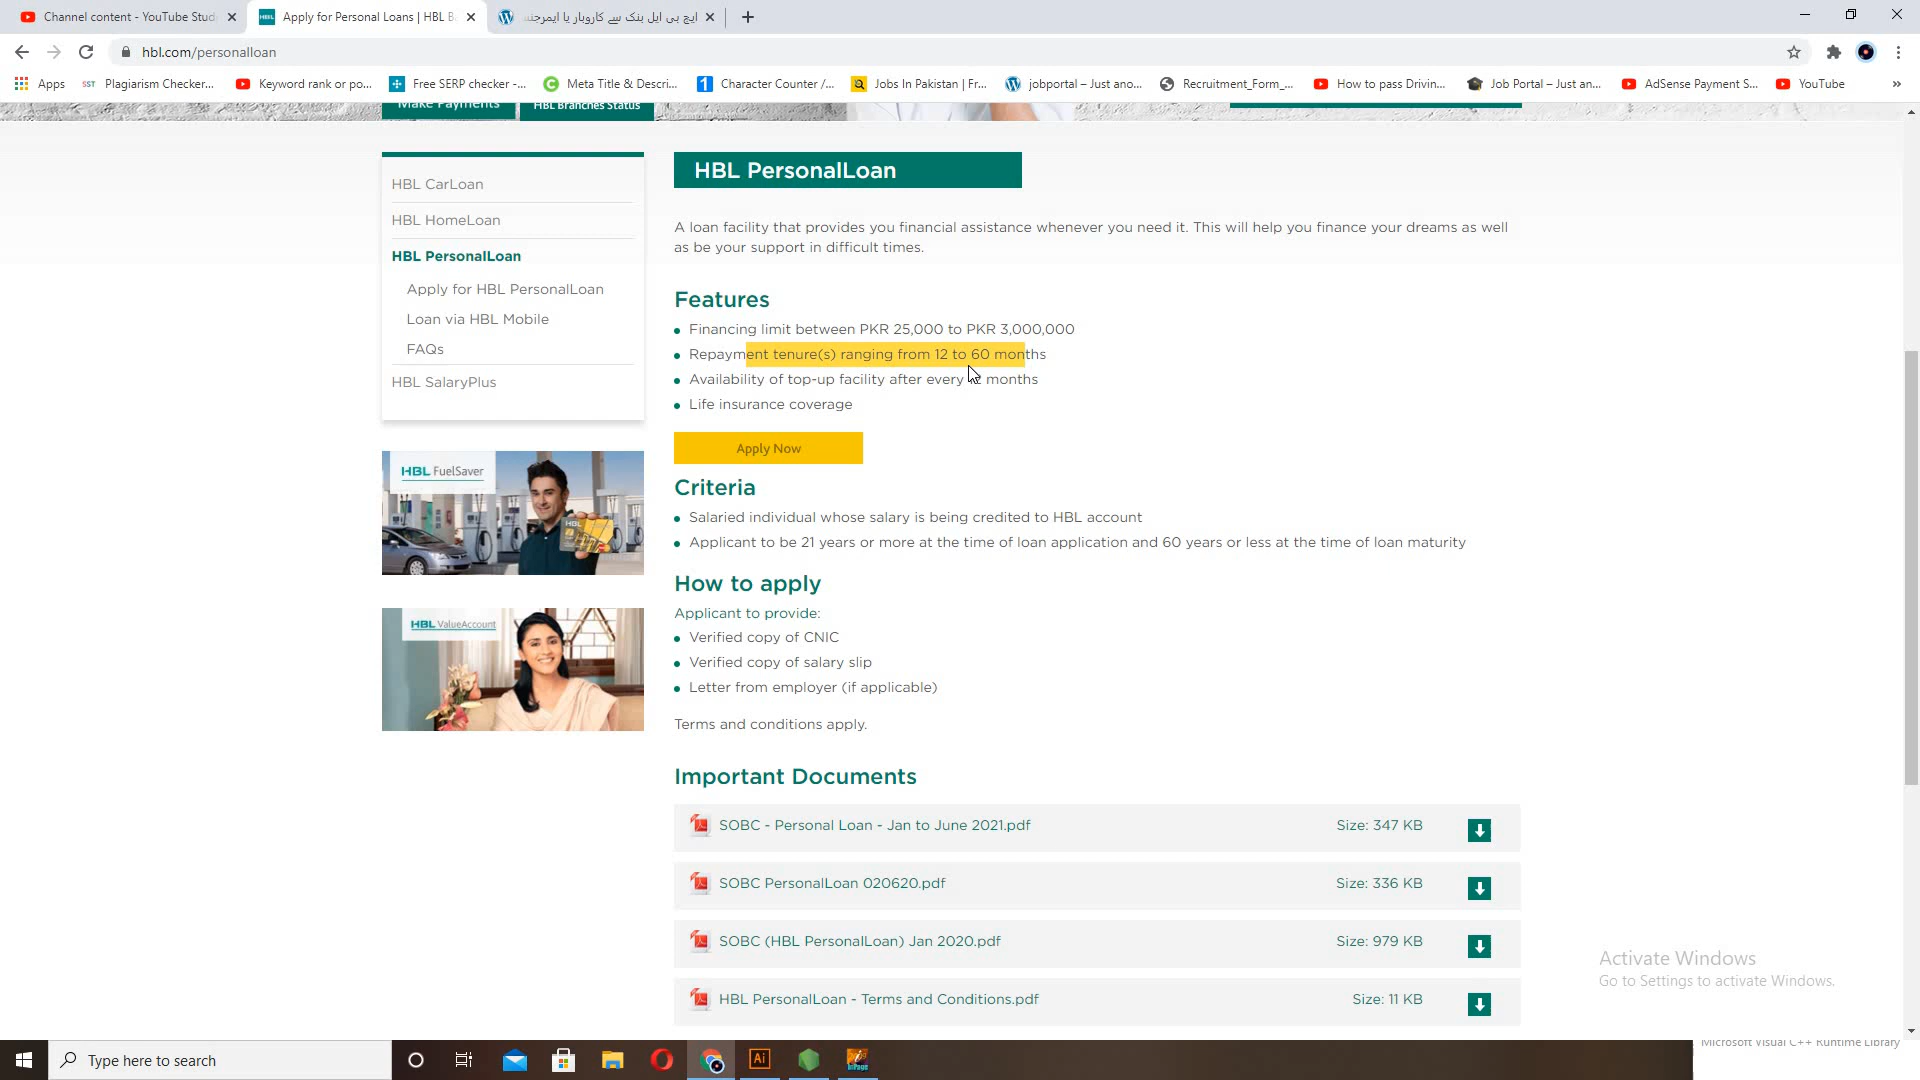 Channel content - YouTube Stud
Apply for Personal Loans | HBL B
ایچ بی ایل بنک سے کاروبار یا ایمرجنس
hbl.com/personalloan
Apps
SST Plagiarism Checker...
Keyword rank or po...
Free SERP checker -...
Meta Title & Descri...
1 Character Counter /...
Jobs In Pakistan | Fr...
jobportal – Just ano...
Recruitment_Form_...
How to pass Drivin...
Job Portal – Just an...
AdSense Payment S...
YouTube
»
Make Payments
HBL Branches Status
HBL CarLoan
HBL HomeLoan
HBL PersonalLoan
Apply for HBL PersonalLoan
Loan via HBL Mobile
FAQs
HBL SalaryPlus
HBL FuelSaver
HBL
HBL ValueAccount
HBL PersonalLoan
A loan facility that provides you financial assistance whenever you need it. This will help you finance your dreams as well
as be your support in difficult times.
Features
Financing limit between PKR 25,000 to PKR 3,000,000
Repayment tenure(s) ranging from 12 to 60 months
Availability of top-up facility after every months
Life insurance coverage
Apply Now
Criteria
Salaried individual whose salary is being credited to HBL account
Applicant to be 21 years or more at the time of loan application and 60 years or less at the time of loan maturity
How to apply
Applicant to provide:
Verified copy of CNIC
Verified copy of salary slip
Letter from employer (if applicable)
Terms and conditions apply.
Important Documents
SOBC - Personal Loan - Jan to June 2021.pdf Size: 347 KB
SOBC PersonalLoan 020620.pdf Size: 336 KB
SOBC (HBL PersonalLoan) Jan 2020.pdf Size: 979 KB
HBL PersonalLoan - Terms and Conditions.pdf Size: 11 KB
Activate Windows
Go to Settings to activate Windows.
Type here to search
Ai
InPage
Microsoft Visual C++ Runtime Library